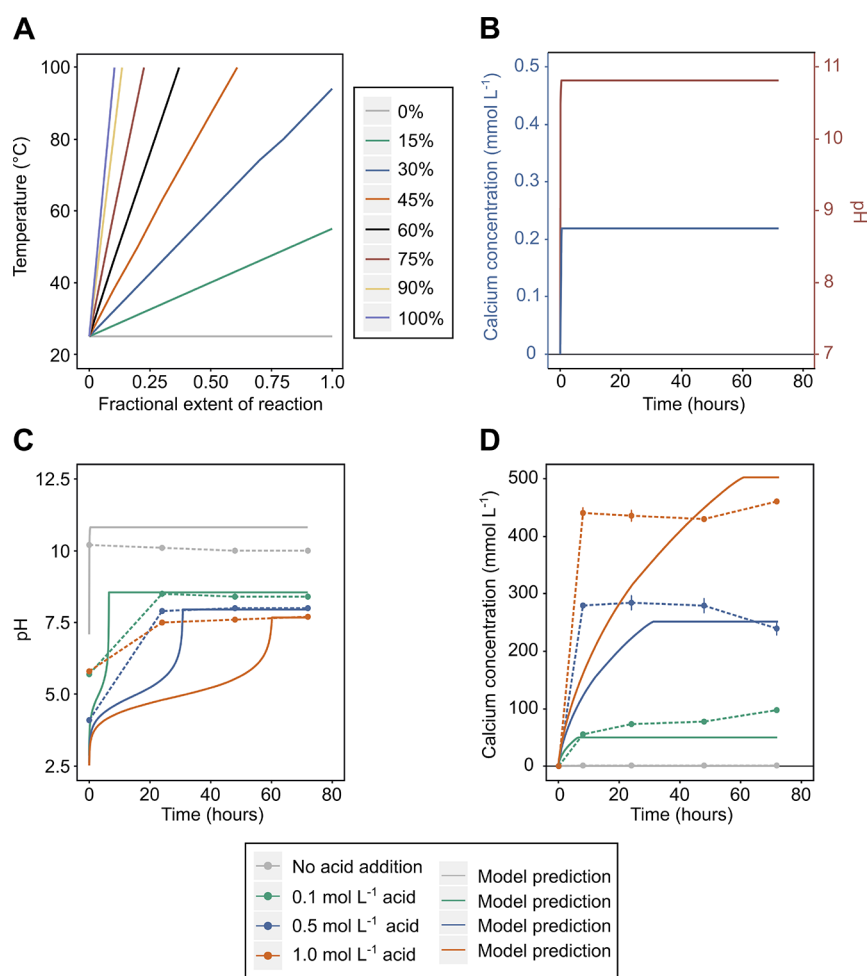 A
100
80
60
40
20
Temperature (°C)
0
0.25
0.50
0.75
1.0
Fractional extent of reaction
0%
15%
30%
45%
60%
75%
90%
100%
B
0.5
0.4
0.3
0.2
0.1
0
Calcium concentration (mmol L-1)
11
10
9
8
7
pH
0
20
40
60
80
Time (hours)
C
12.5
10
7.5
5.0
2.5
pH
0
20
40
60
80
Time (hours)
D
500
400
300
200
100
0
Calcium concentration (mmol L-1)
0
20
40
60
80
Time (hours)
No acid addition
0.1 mol L-1 acid
0.5 mol L-1 acid
1.0 mol L-1 acid
Model prediction
Model prediction
Model prediction
Model prediction